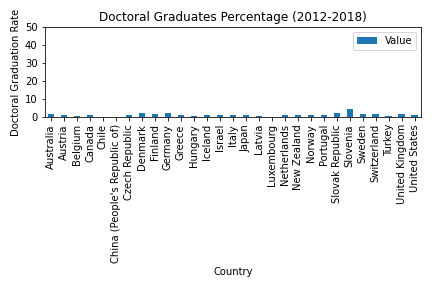 Doctoral Graduates Percentage (2012-2018)
Doctoral Graduation Rate
50
40
30
20
10
0
Value
Australia
Austria
Belgium
Canada
Chile
China (People's Republic of)
Czech Republic
Denmark
Finland
Germany
Greece
Hungary
Iceland
Israel
Italy
Japan
Latvia
Luxembourg
Netherlands
New Zealand
Norway
Portugal
Slovak Republic
Slovenia
Sweden
Switzerland
Turkey
United Kingdom
United States
Country